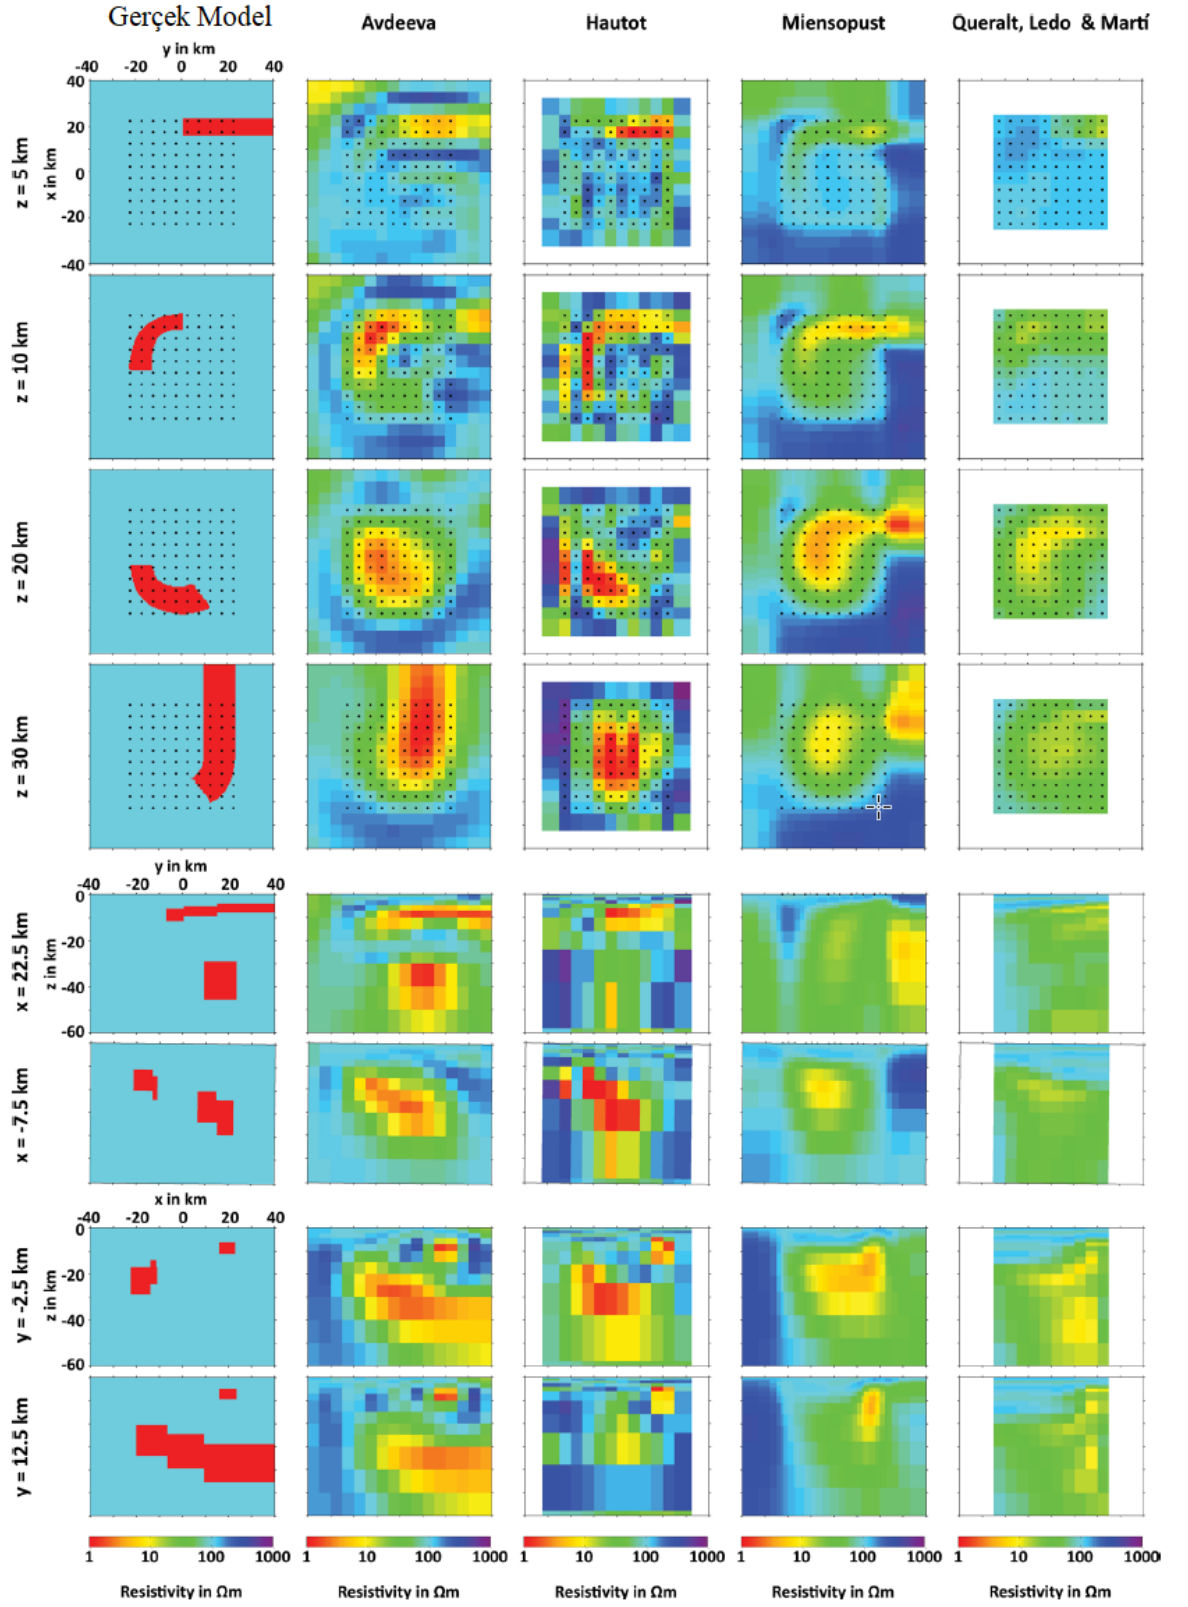 Gerçek Model
Avdeeva
Hautot
Miensopust
Queralt, Ledo & Martí
y in km
-40 -20 0 20 40
40
20
0
-20
-40
x in km
z = 5 km
z = 10 km
z = 20 km
z = 30 km
y in km
-40 -20 0 20 40
0
-20
-40
-60
z in km
x = 22.5 km
x = -7.5 km
x in km
-40 -20 0 20 40
0
-20
-40
-60
z in km
y = -2.5 km
y = 12.5 km
1 10 100 1000
1 10 100 1000
1 10 100 1000
1 10 100 1000
1 10 100 1000
Resistivity in Ωm
Resistivity in Ωm
Resistivity in Ωm
Resistivity in Ωm
Resistivity in Ωm